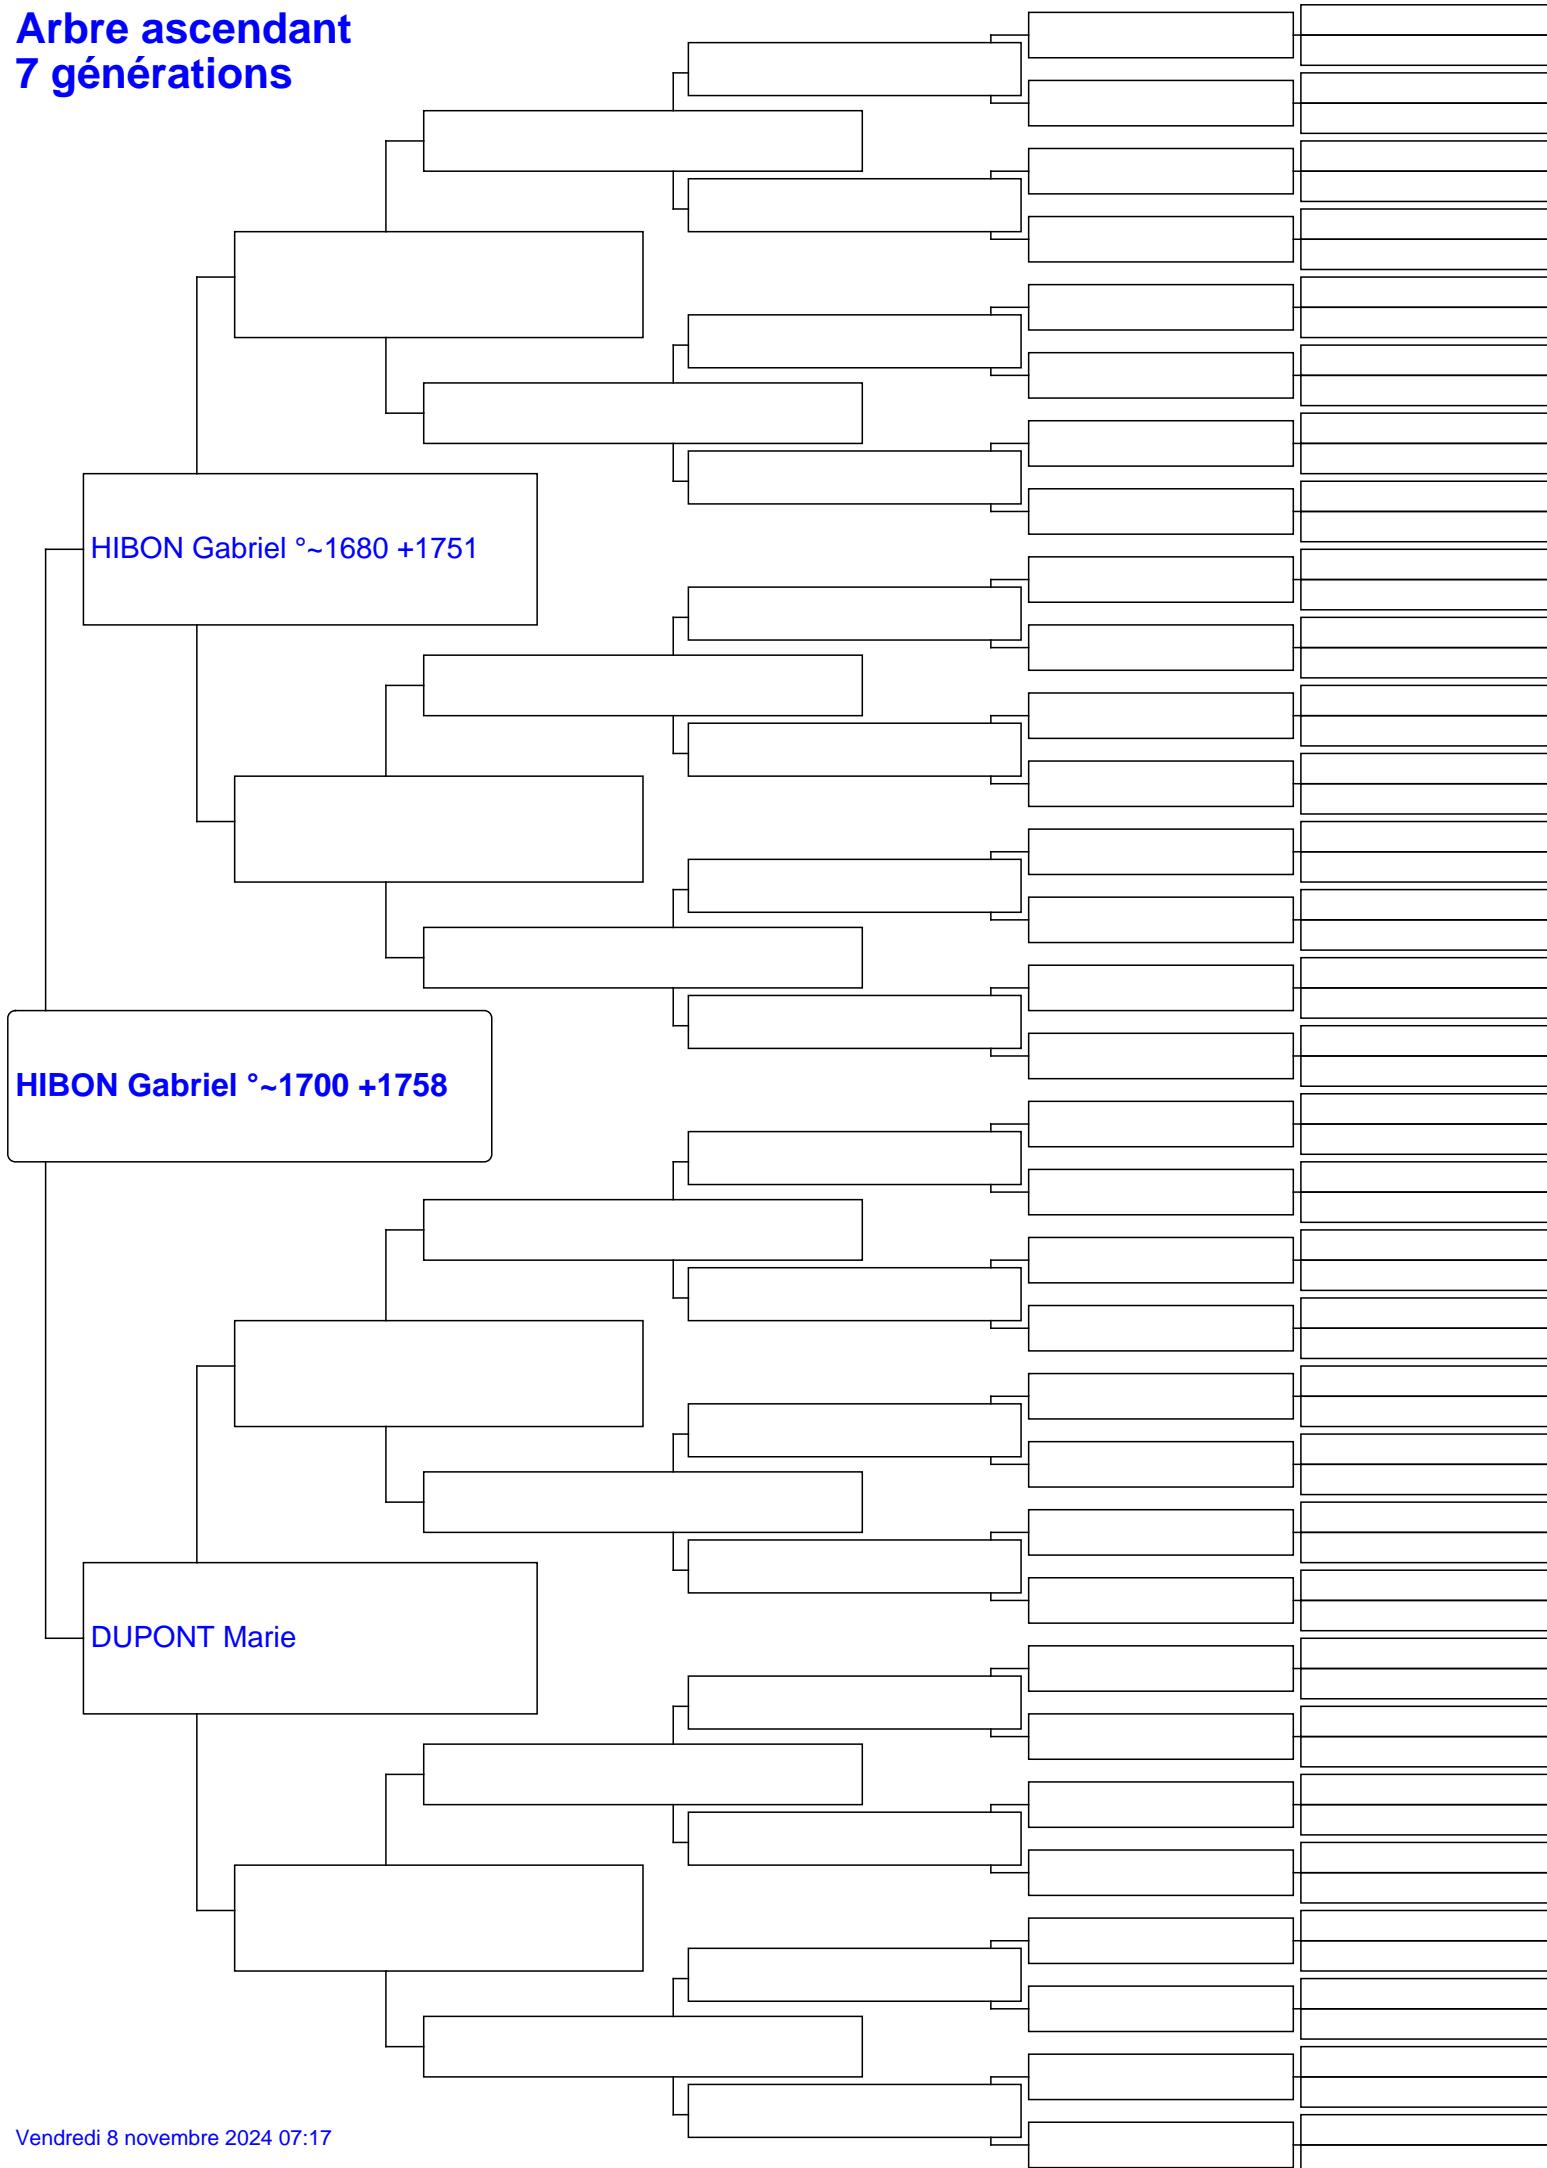 Arbre ascendant
7 générations
HIBON Gabriel °~1680 +1751
HIBON Gabriel °~1700 +1758
DUPONT Marie
Vendredi 8 novembre 2024 07:17